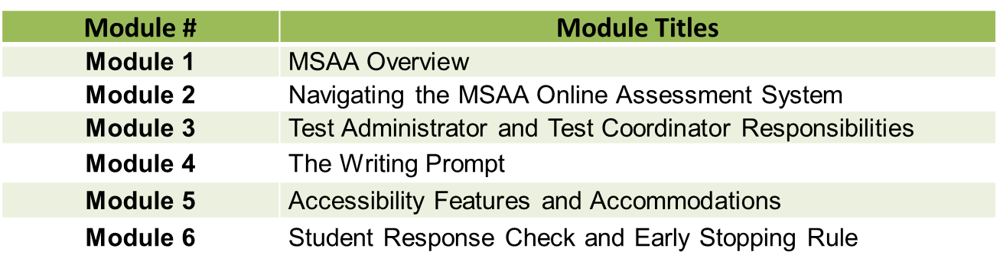 Module # Module Titles
Module 1 MSAA Overview
Module 2 Navigating the MSAA Online Assessment System
Module 3 Test Administrator and Test Coordinator Responsibilities
Module 4 The Writing Prompt
Module 5 Accessibility Features and Accommodations
Module 6 Student Response Check and Early Stopping Rule